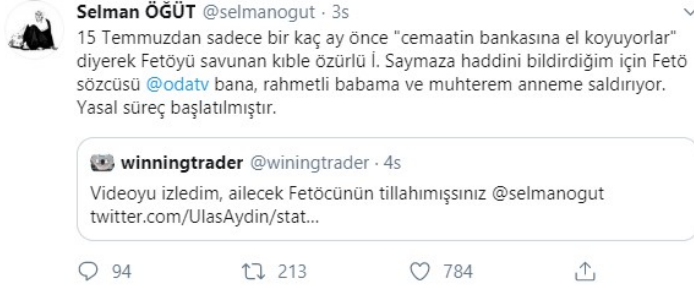 Selman ÖĞÜT @selmanogut · 3s
15 Temmuzdan sadece bir kaç ay önce "cemaatin bankasına el koyuyorlar"
diyerek Fetöyü savunan kıble özürlü İ. Saymaza haddini bildirdiğim için Fetö
sözcüsü @odatv bana, rahmetli babama ve muhterem anneme saldırıyor.
Yasal süreç başlatılmıştır.
winningtrader @winingtrader · 4s
Videoyu izledim, ailecek Fetöcünün tillahımışsınız @selmanogut
twitter.com/UlasAydin/stat...
94 213 784